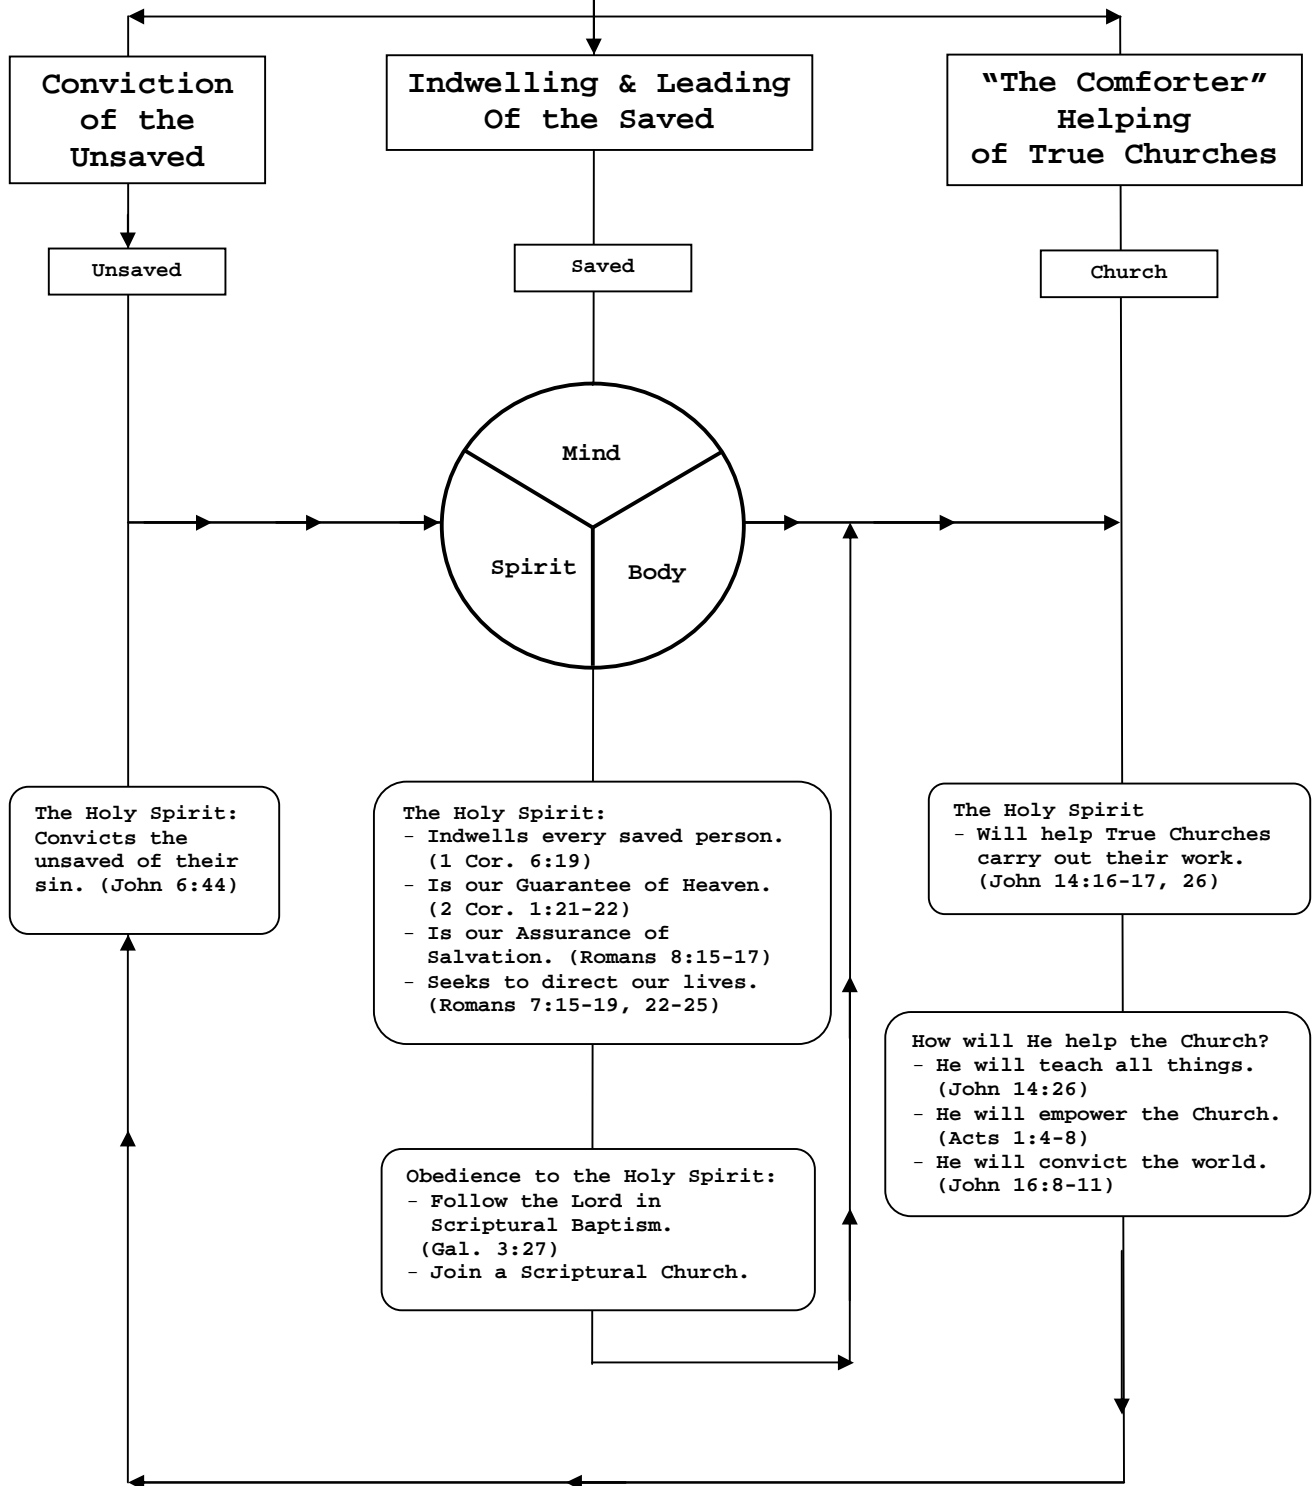 Conviction
of the
Unsaved
Indwelling & Leading
Of the Saved
“The Comforter”
Helping
of True Churches
Unsaved
Saved
Church
Mind
Spirit
Body
The Holy Spirit:
Convicts the
unsaved of their
sin. (John 6:44)
The Holy Spirit:
- Indwells every saved person.
(1 Cor. 6:19)
- Is our Guarantee of Heaven.
(2 Cor. 1:21-22)
- Is our Assurance of
Salvation. (Romans 8:15-17)
- Seeks to direct our lives.
(Romans 7:15-19, 22-25)
Obedience to the Holy Spirit:
- Follow the Lord in
Scriptural Baptism.
(Gal. 3:27)
- Join a Scriptural Church.
The Holy Spirit
- Will help True Churches
carry out their work.
(John 14:16-17, 26)
How will He help the Church?
- He will teach all things.
(John 14:26)
- He will empower the Church.
(Acts 1:4-8)
- He will convict the world.
(John 16:8-11)